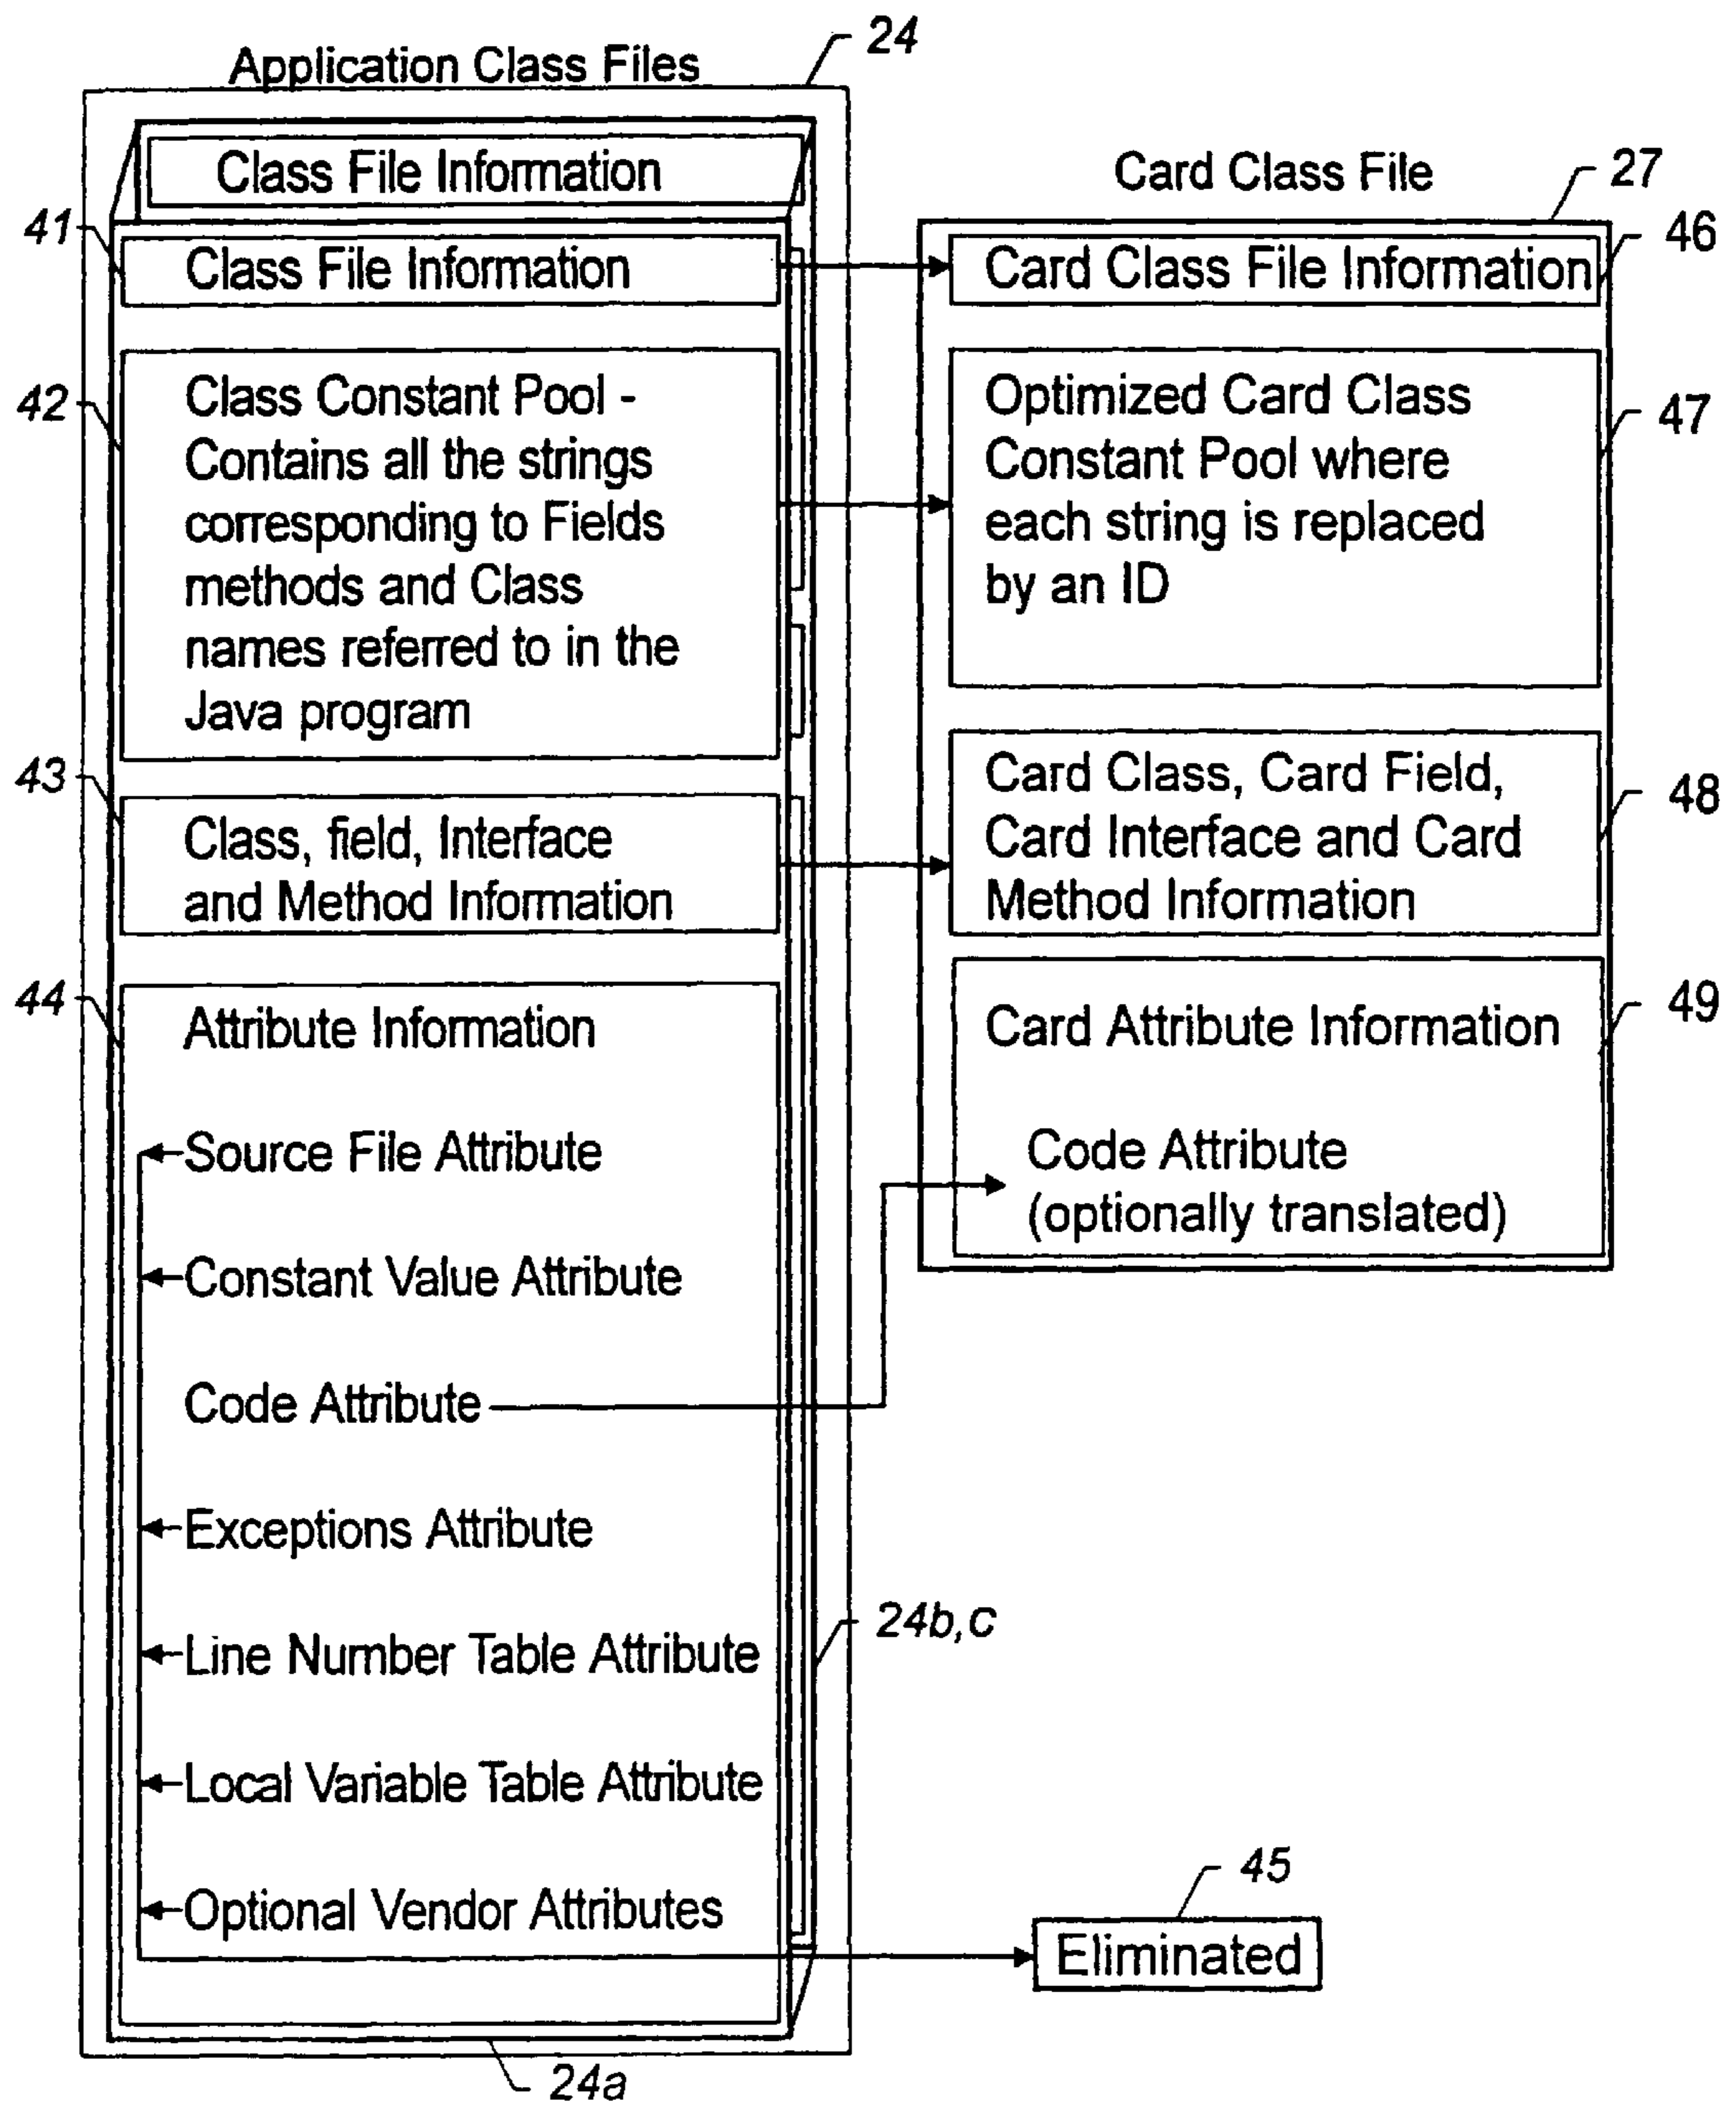 Application Class Files
24
Class File Information
41
Class File Information
42
Class Constant Pool -
Contains all the strings
corresponding to Fields
methods and Class
names referred to in the
Java program
43
Class, field, Interface
and Method Information
44
Attribute Information
Source File Attribute
Constant Value Attribute
Code Attribute
Exceptions Attribute
Line Number Table Attribute
Local Variable Table Attribute
Optional Vendor Attributes
24a
24b,c
Card Class File
27
Card Class File Information
46
Optimized Card Class
Constant Pool where
each string is replaced
by an ID
47
Card Class, Card Field,
Card Interface and Card
Method Information
48
Card Attribute Information
49
Code Attribute
(optionally translated)
45
Eliminated